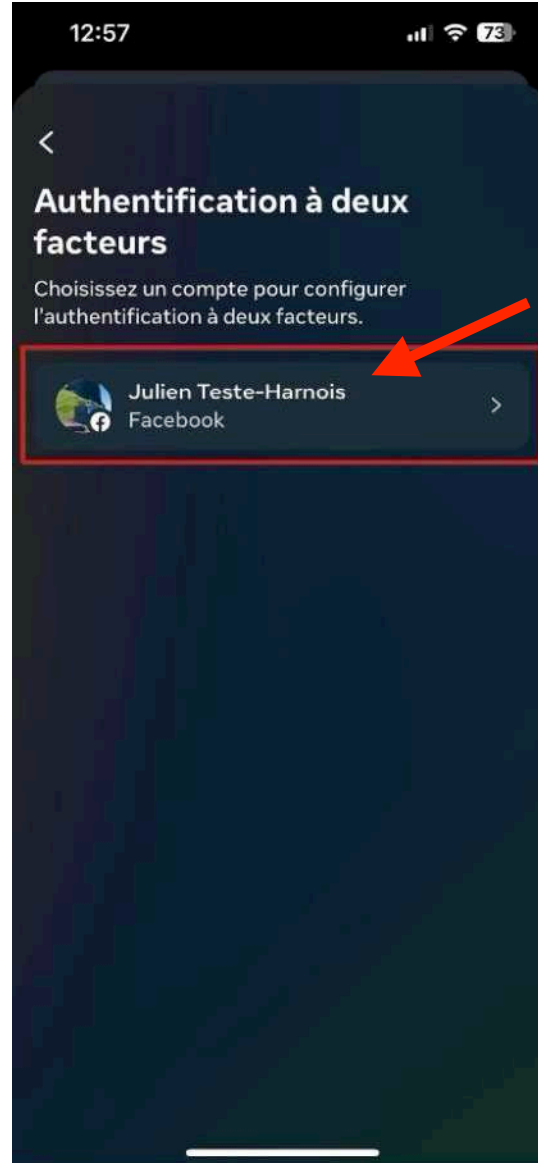 12:57
73
Authentification à deux
facteurs
Choisissez un compte pour configurer
l'authentification à deux facteurs.
Julien Teste-Harnois
Facebook